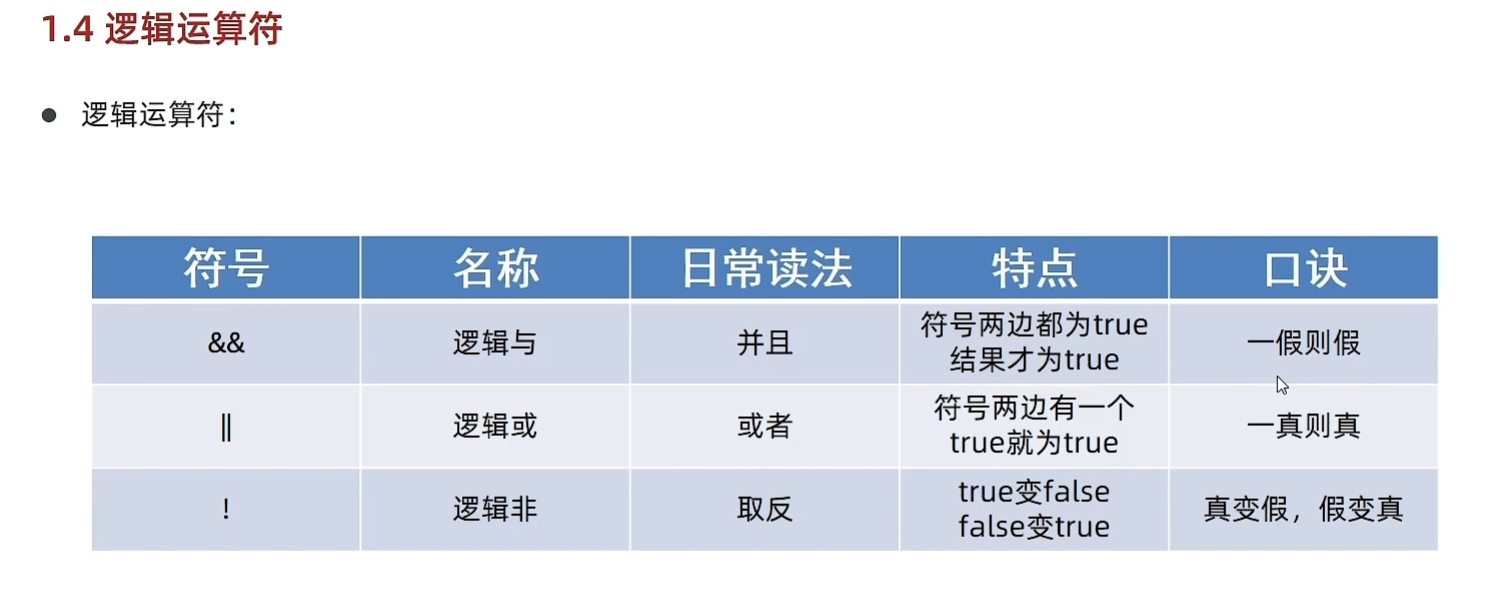 1.4 逻辑运算符
● 逻辑运算符：
符号 名称 日常读法 特点 口诀
&& 逻辑与 并且 符号两边都为true 一假则假
结果才为true
|| 逻辑或 或者 符号两边有一个 一真则真
true就为true
! 逻辑非 取反 true变false 真变假，假变真
false变true